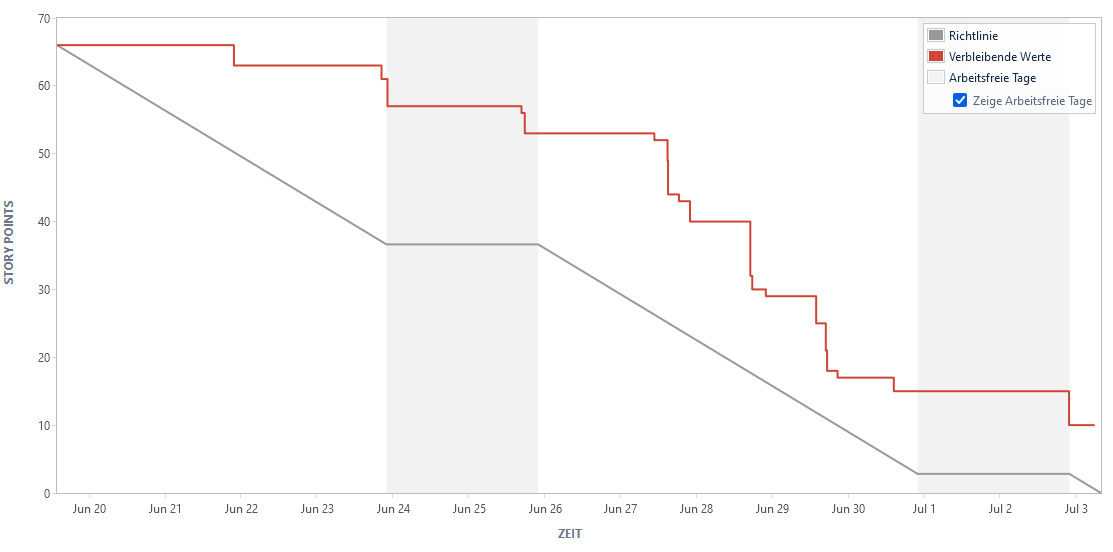 70
60
50
40
30
20
10
0
STORY POINTS
Richtlinie
Verbleibende Werte
Arbeitsfreie Tage
Zeige Arbeitsfreie Tage
Jun 20 Jun 21 Jun 22 Jun 23 Jun 24 Jun 25 Jun 26 Jun 27 Jun 28 Jun 29 Jun 30 Jul 1 Jul 2 Jul 3
ZEIT